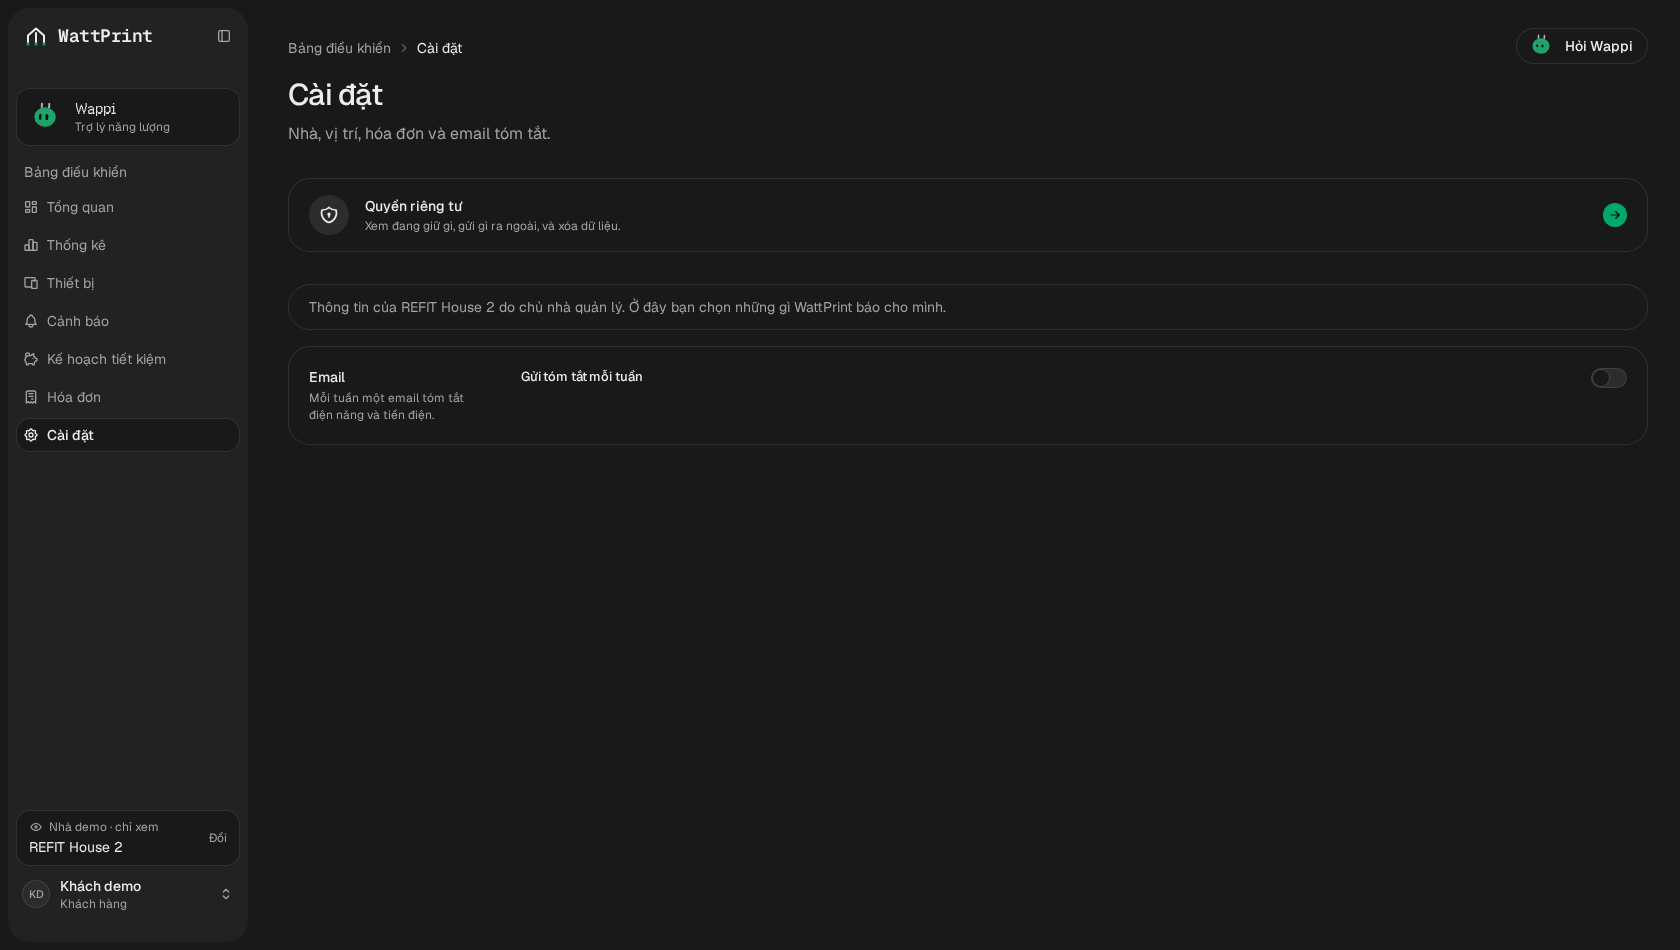 WattPrint
Wappi
Trợ lý năng lượng
Bảng điều khiển
Tổng quan
Thống kê
Thiết bị
Cảnh báo
Kế hoạch tiết kiệm
Hóa đơn
Cài đặt
Nhà demo · chỉ xem
REFIT House 2
Đổi
KD
Khách demo
Khách hàng
Bảng điều khiển > Cài đặt
Hỏi Wappi
Cài đặt
Nhà, vị trí, hóa đơn và email tóm tắt.
Quyền riêng tư
Xem đang giữ gì, gửi gì ra ngoài, và xóa dữ liệu.
Thông tin của REFIT House 2 do chủ nhà quản lý. Ở đây bạn chọn những gì WattPrint báo cho mình.
Email
Mỗi tuần một email tóm tắt
điện năng và tiền điện.
Gửi tóm tắt mỗi tuần